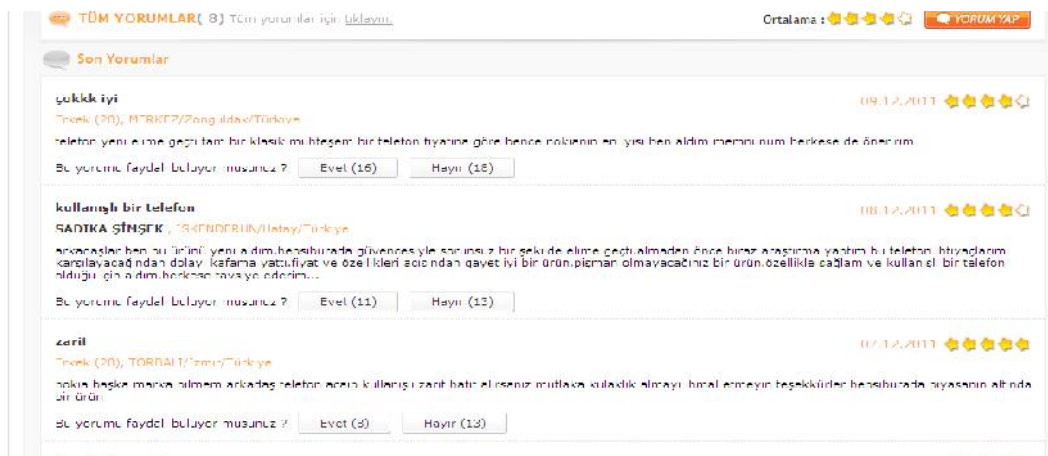 TÜM YORUMLAR( 8) Tüm yorumlar için tıklayın.
Ortalama :
YORUM YAP
Son Yorumlar
çokkk iyi
09.12.2011
Erkek (28), MERKEZ/Zonguldak/Türkiye
telefon yeni elime geçti tam bir klasik muhteşem bir telefon fiyatına göre bence nokianın en iyisi ben aldım memnunum herkese de öneririm
Bu yorumu faydalı buluyor musunuz ? Evet (16) Hayır (18)
kullanışlı bir telefon
08.12.2011
SADIKA ŞİMŞEK , İSKENDERUN/Hatay/Türkiye
arkadaşlar ben bu ürünü yeni aldım.hepsiburada güvencesiyle sorunsuz bir şekilde elime geçti.almadan önce biraz araştırma yaptım bu telefon ihtiyaçlarımı
karşılayacağından dolayı kafama yattı.fiyat ve özellikleri açısından gayet iyi bir ürün.pişman olmayacağınız bir ürün.özellikle sağlam ve kullanışlı bir telefon
olduğu için aldım.herkese tavsiye ederim...
Bu yorumu faydalı buluyor musunuz ? Evet (11) Hayır (13)
zarif
07.12.2011
Erkek (28), TORBALI/İzmir/Türkiye
nokia başka marka bilmem arkadaş telefon acaip kullanışlı zarif hafif alırsanız mutlaka kulaklık almayı ihmal etmeyin teşekkürler hepsiburada piyasanın altında
bir ürün
Bu yorumu faydalı buluyor musunuz ? Evet (8) Hayır (13)